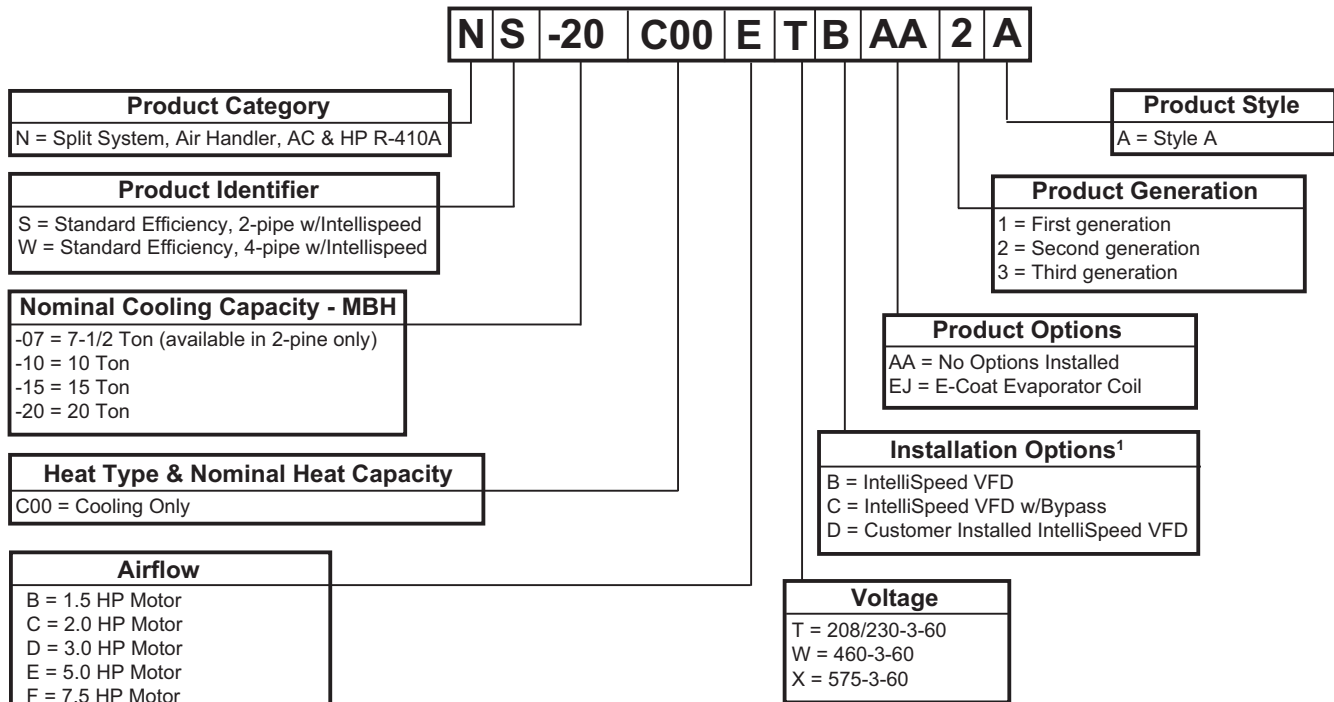 N S -20 C00 E T B AA 2 A
Product Category
N = Split System, Air Handler, AC & HP R-410A
Product Identifier
S = Standard Efficiency, 2-pipe w/Intellispeed
W = Standard Efficiency, 4-pipe w/Intellispeed
Nominal Cooling Capacity - MBH
-07 = 7-1/2 Ton (available in 2-pine only)
-10 = 10 Ton
-15 = 15 Ton
-20 = 20 Ton
Heat Type & Nominal Heat Capacity
C00 = Cooling Only
Airflow
B = 1.5 HP Motor
C = 2.0 HP Motor
D = 3.0 HP Motor
E = 5.0 HP Motor
F = 7.5 HP Motor
Product Style
A = Style A
Product Generation
1 = First generation
2 = Second generation
3 = Third generation
Product Options
AA = No Options Installed
EJ = E-Coat Evaporator Coil
Installation Options¹
B = IntelliSpeed VFD
C = IntelliSpeed VFD w/Bypass
D = Customer Installed IntelliSpeed VFD
Voltage
T = 208/230-3-60
W = 460-3-60
X = 575-3-60